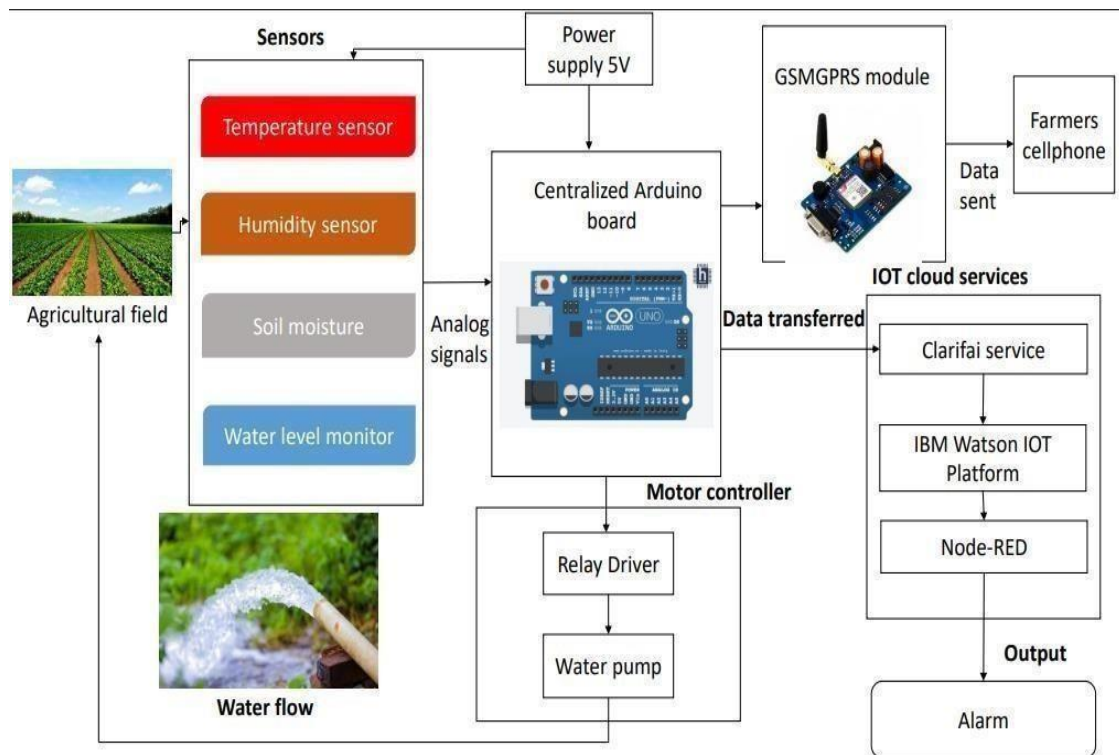 Sensors
Power
supply 5V
GSMGPRS module
Farmers
cellphone
Data
sent
Temperature sensor
Humidity sensor
Soil moisture
Water level monitor
Agricultural field
Analog
signals
Centralized Arduino
board
UNO
ARDUINO
Data transferred
IOT cloud services
Clarifai service
IBM Watson IOT
Platform
Node-RED
Motor controller
Relay Driver
Water pump
Water flow
Output
Alarm